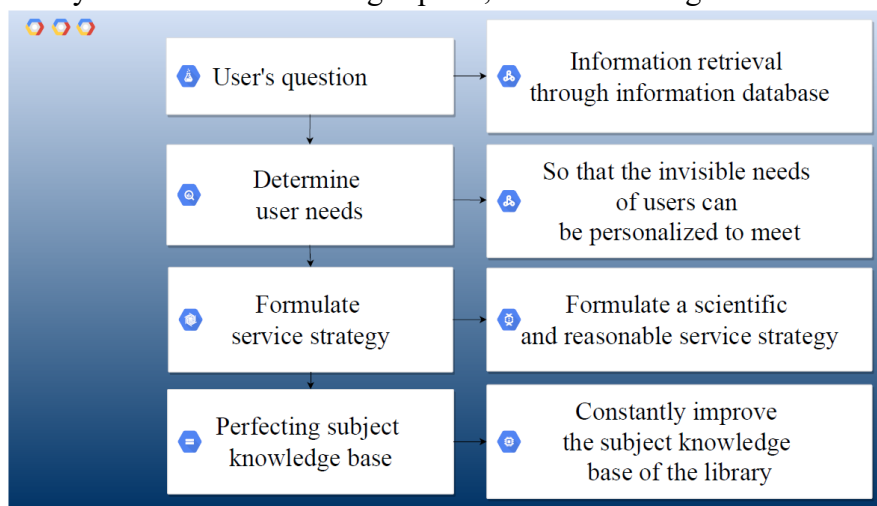 User's question
Information retrieval
through information database
Determine
user needs
So that the invisible needs
of users can
be personalized to meet
Formulate
service strategy
Formulate a scientific
and reasonable service strategy
Perfecting subject
knowledge base
Constantly improve
the subject knowledge
base of the library